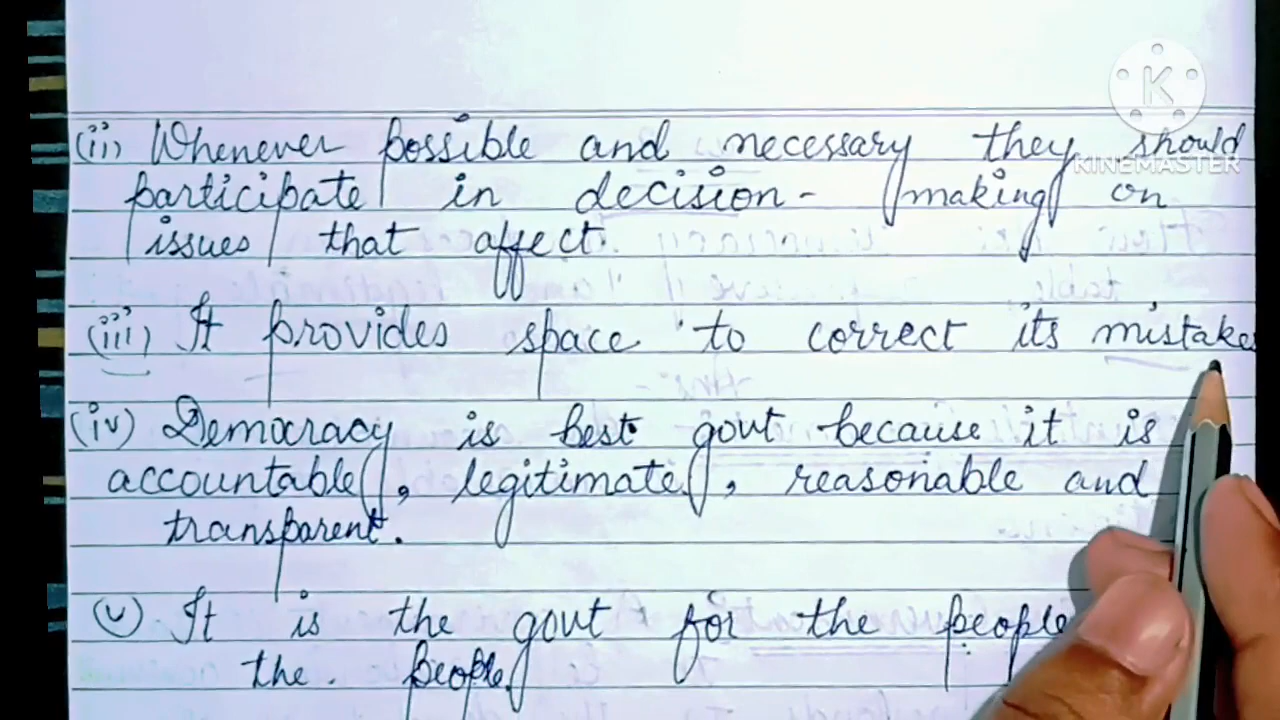 (ii) Whenever possible and necessary they should
participate in decision- making on
issues that affect.
(iii) It provides space to correct its mistakes
(iv) Democracy is best govt because it is
accountable, legitimate, reasonable and
transparent.
(v) It is the govt for the people
the. people.
K
KINEMASTER